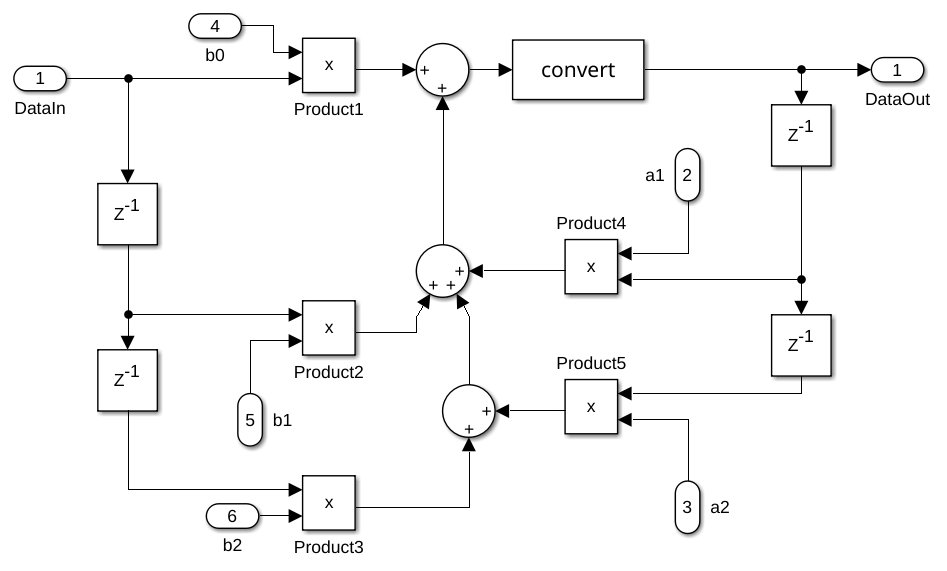 4
b0
x
Product1
+
+
convert
1
DataOut
1
DataIn
Z-1
a1
2
Z-1
Product4
x
+
+ +
x
Product2
Z-1
Z-1
Product5
x
+
+
5
b1
x
Product3
6
b2
3
a2